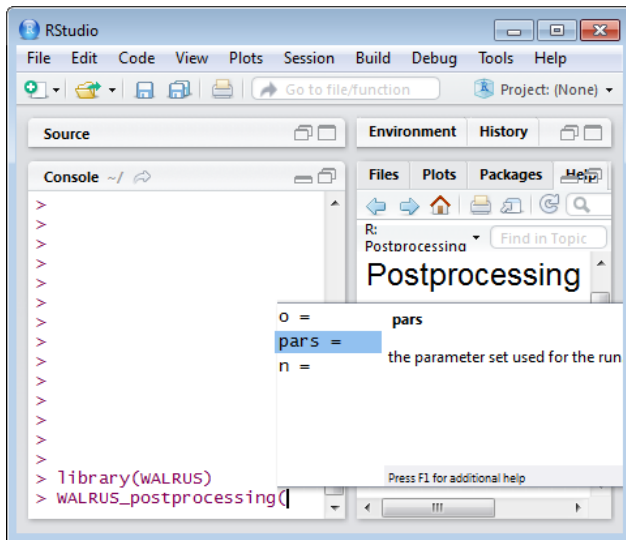 RStudio
File Edit Code View Plots Session Build Debug Tools Help
Go to file/function Project: (None)
Source
Environment History
Console ~/
Files Plots Packages Help
R: Postprocessing
Find in Topic
Postprocessing
>
>
>
>
>
>
>
>
>
>
>
>
>
>
> library(WALRUS)
> WALRUS_postprocessing(
o =
pars =
n =
pars
the parameter set used for the run
Press F1 for additional help